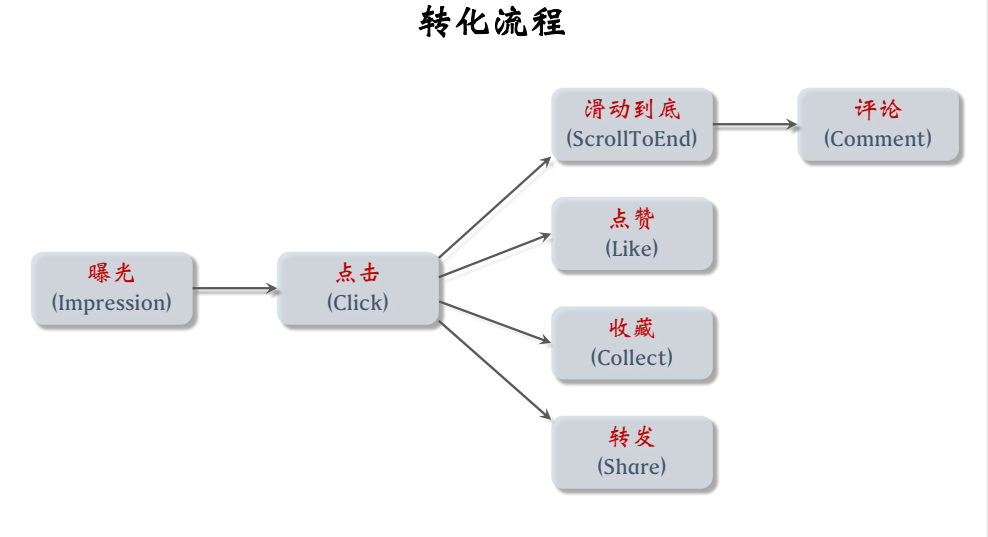 转化流程
滑动到底
(ScrollToEnd)
评论
(Comment)
点赞
(Like)
曝光
(Impression)
点击
(Click)
收藏
(Collect)
转发
(Share)